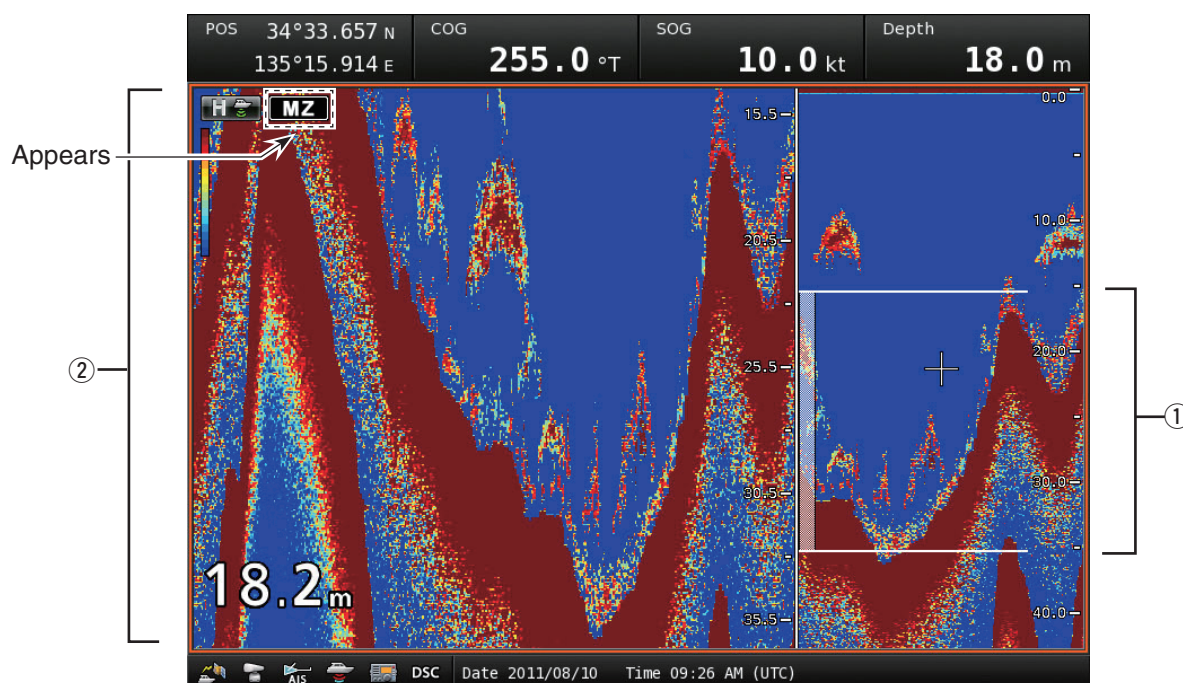 POS 34°33.657 N
135°15.914 E
COG
255.0 °T
SOG
10.0 kt
Depth
18.0 m
H
MZ
Appears
15.5
20.5
25.5
30.5
35.5
0.0
10.0
20.0
30.0
40.0
②
①
18.2m
AIS
DSC
Date 2011/08/10
Time 09:26 AM (UTC)